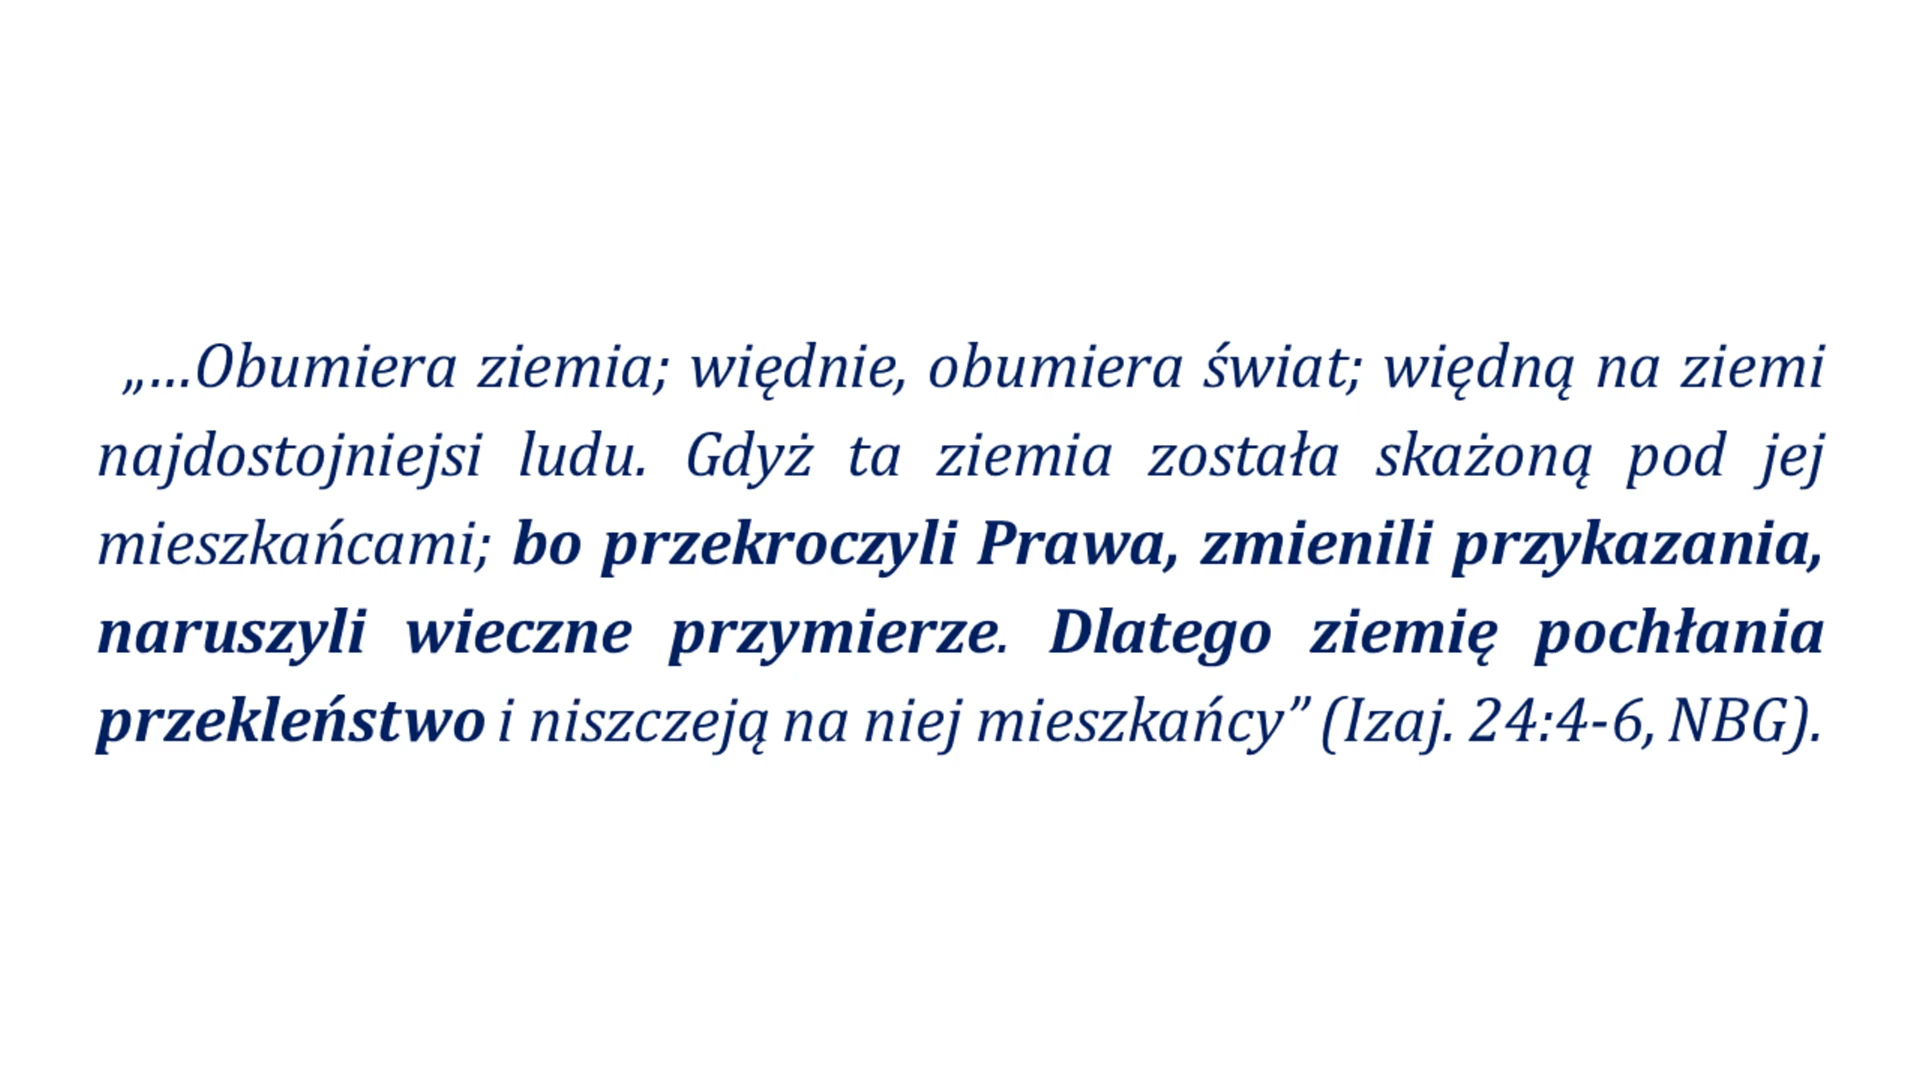 „...Obumiera ziemia; więdnie, obumiera świat; więdną na ziemi
najdostojniejsi ludu. Gdyż ta ziemia została skażoną pod jej
mieszkańcami; bo przekroczyli Prawa, zmienili przykazania,
naruszyli wieczne przymierze. Dlatego ziemię pochłania
przekleństwo i niszczeją na niej mieszkańcy” (Izaj. 24:4-6, NBG).